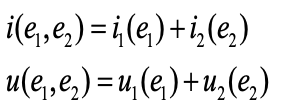 i(e₁,e₂)=i₁(e₁)+i₂(e₂)
u(e₁,e₂)=u₁(e₁)+u₂(e₂)